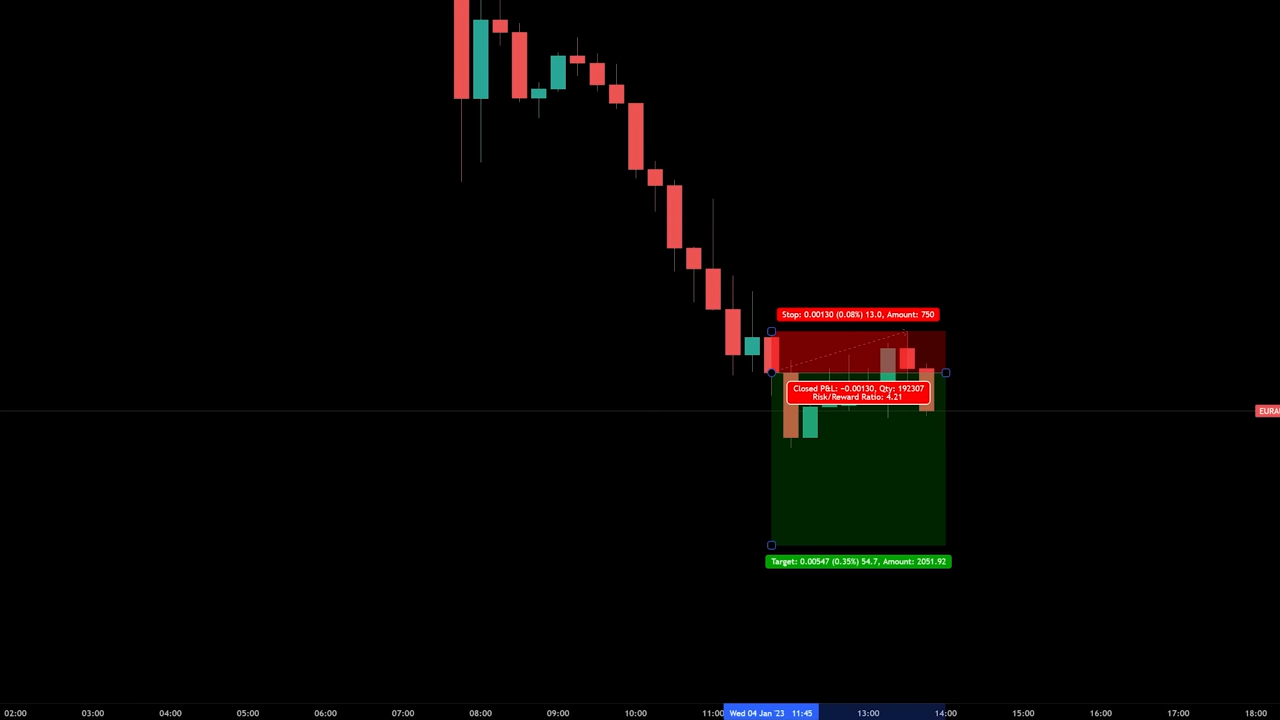 Stop: 0.00130 (0.08%) 13.0, Amount: 750
Closed P&L: −0.00130, Qty: 192307
Risk/Reward Ratio: 4.21
EURA
Target: 0.00547 (0.35%) 54.7, Amount: 2051.92
02:00 03:00 04:00 05:00 06:00 07:00 08:00 09:00 10:00 11:00 Wed 04 Jan '23 11:45 13:00 14:00 15:00 16:00 17:00 18:00